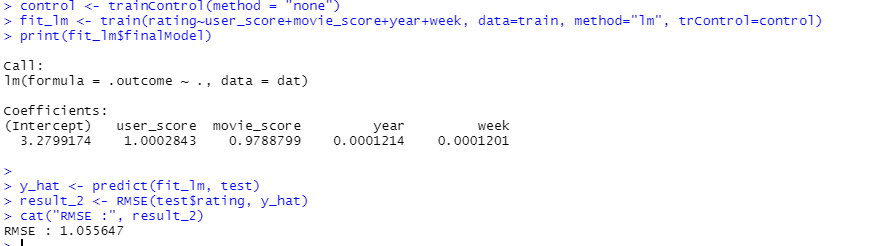 > control <- trainControl(method = "none")
> fit_lm <- train(rating~user_score+movie_score+year+week, data=train, method="lm", trControl=control)
> print(fit_lm$finalModel)
Call:
lm(formula = .outcome ~ ., data = dat)
Coefficients:
(Intercept) user_score movie_score year week
3.2799174 1.0002843 0.9788799 0.0001214 0.0001201
>
> y_hat <- predict(fit_lm, test)
> result_2 <- RMSE(test$rating, y_hat)
> cat("RMSE :", result_2)
RMSE : 1.055647
>